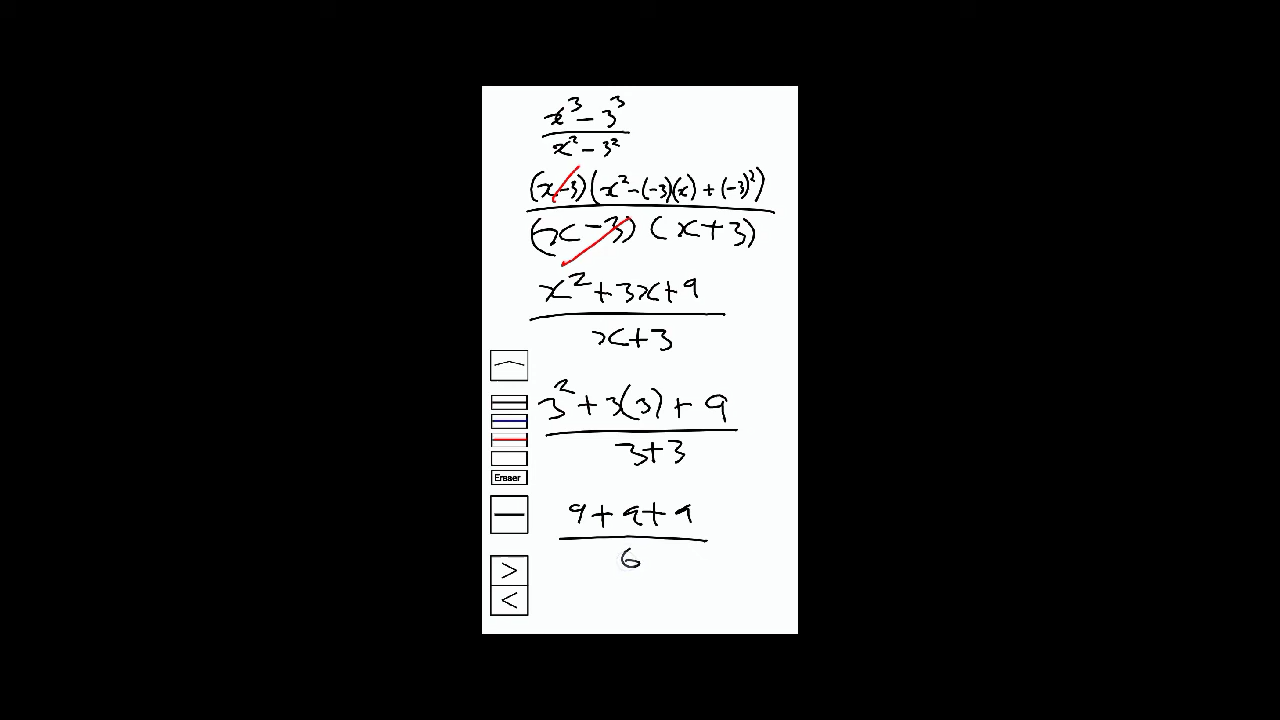 x³ - 3³
x² - 3²
(x-3)(x²-(-3)(x)+(-3)²)
(x-3)(x+3)
x²+3x+9
x+3
3²+3(3)+9
3+3
Eraser
9+9+9
6
>
<